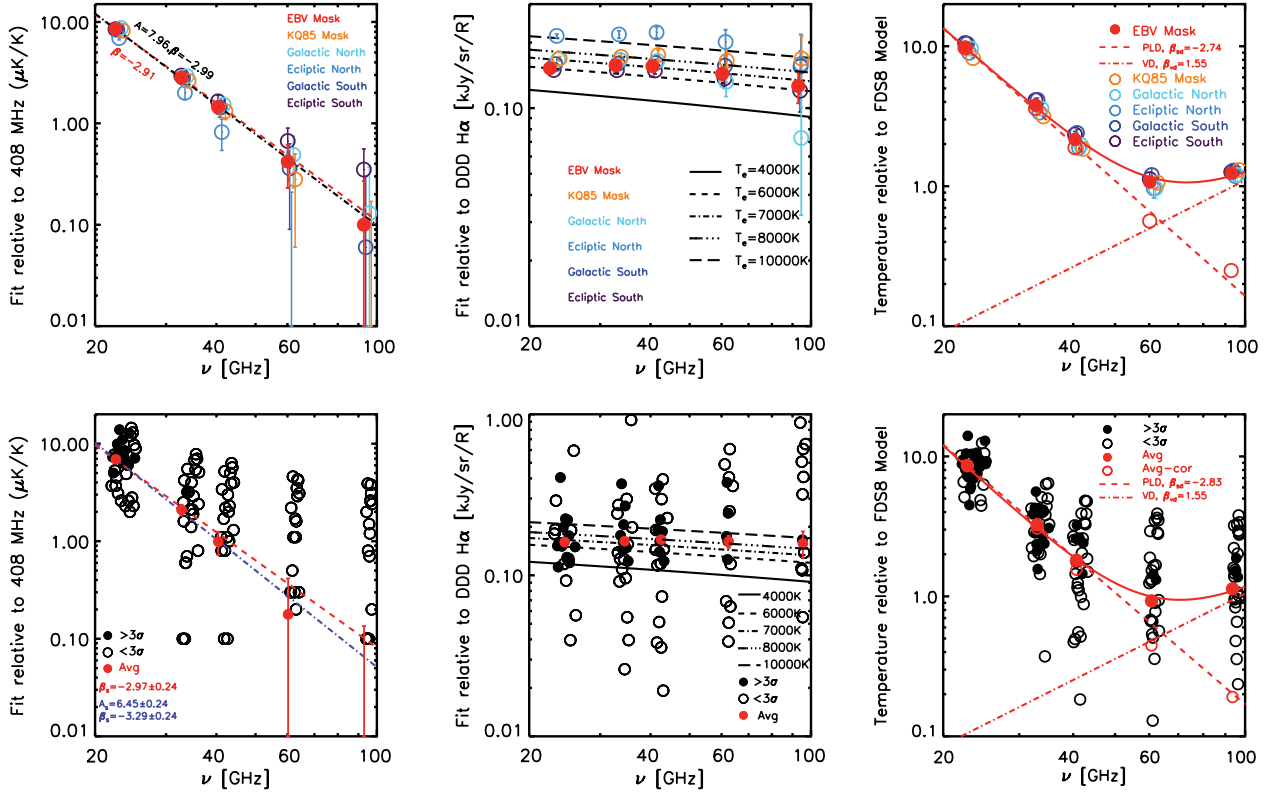 Fit relative to 408 MHz (μK/K)
10.00
1.00
0.10
0.01
20
40
60
100
ν [GHz]
A=7.96,β=−2.99
β=−2.91
EBV Mask
KQ85 Mask
Galactic North
Ecliptic North
Galactic South
Ecliptic South
Fit relative to DDD Hα [kJy/sr/R]
1.00
0.10
0.01
20
40
60
100
ν [GHz]
EBV Mask
KQ85 Mask
Galactic North
Ecliptic North
Galactic South
Ecliptic South
Te=4000K
Te=6000K
Te=7000K
Te=8000K
Te=10000K
Temperature relative to FDS8 Model
10.0
1.0
0.1
20
40
60
100
ν [GHz]
EBV Mask
PLD, βsd=−2.74
VD, βvd=1.55
KQ85 Mask
Galactic North
Ecliptic North
Galactic South
Ecliptic South
Fit relative to 408 MHz (μK/K)
10.00
1.00
0.10
0.01
20
40
60
100
ν [GHz]
>3σ
<3σ
Avg
βs=−2.97±0.24
As=6.45±0.24
βs=−3.29±0.24
Fit relative to DDD Hα [kJy/sr/R]
1.00
0.10
0.01
20
40
60
100
ν [GHz]
4000K
6000K
7000K
8000K
10000K
>3σ
<3σ
Avg
Temperature relative to FDS8 Model
10.0
1.0
0.1
20
40
60
100
ν [GHz]
>3σ
<3σ
Avg
Avg−cor
PLD, βsd=−2.83
VD, βvd=1.55